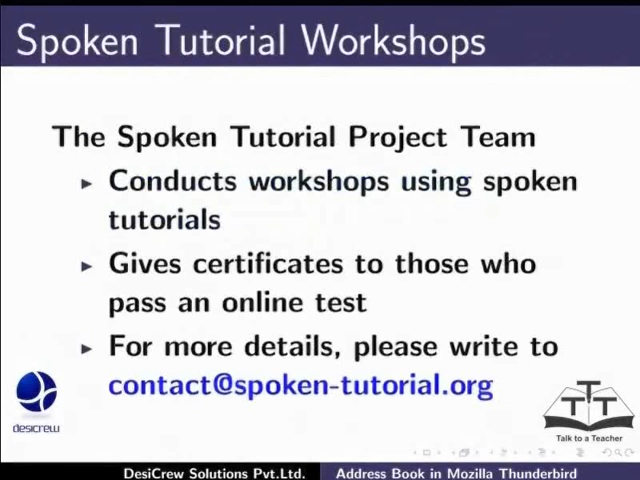 Spoken Tutorial Workshops
The Spoken Tutorial Project Team
Conducts workshops using spoken
tutorials
Gives certificates to those who
pass an online test
For more details, please write to
contact@spoken-tutorial.org
desicrew
TTT
Talk to a Teacher
DesiCrew Solutions Pvt.Ltd.
Address Book in Mozilla Thunderbird